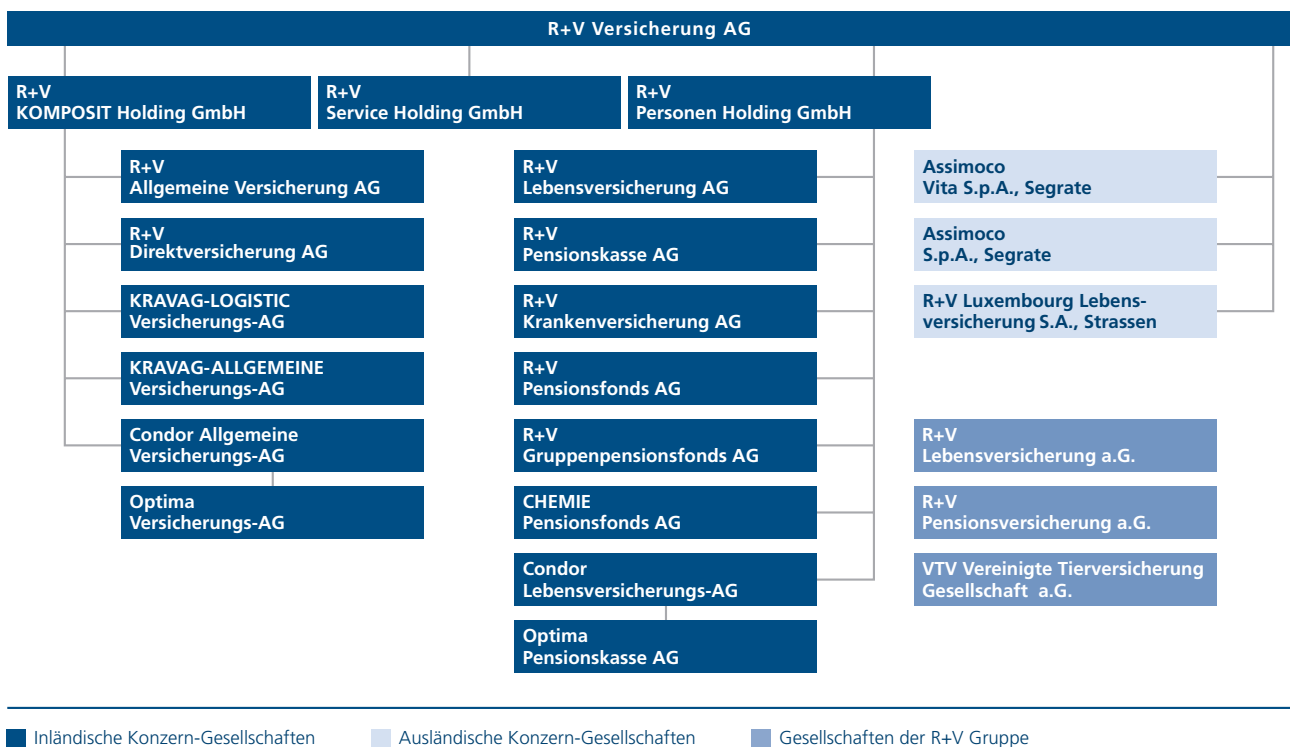 R+V Versicherung AG
R+V
KOMPOSIT Holding GmbH
R+V
Service Holding GmbH
R+V
Personen Holding GmbH
R+V
Allgemeine Versicherung AG
R+V
Direktversicherung AG
KRAVAG-LOGISTIC
Versicherungs-AG
KRAVAG-ALLGEMEINE
Versicherungs-AG
Condor Allgemeine
Versicherungs-AG
Optima
Versicherungs-AG
R+V
Lebensversicherung AG
R+V
Pensionskasse AG
R+V
Krankenversicherung AG
R+V
Pensionsfonds AG
R+V
Gruppenpensionsfonds AG
CHEMIE
Pensionsfonds AG
Condor
Lebensversicherungs-AG
Optima
Pensionskasse AG
Assimoco
Vita S.p.A., Segrate
Assimoco
S.p.A., Segrate
R+V Luxembourg Lebens-
versicherung S.A., Strassen
R+V
Lebensversicherung a.G.
R+V
Pensionsversicherung a.G.
VTV Vereinigte Tierversicherung
Gesellschaft a.G.
Inländische Konzern-Gesellschaften
Ausländische Konzern-Gesellschaften
Gesellschaften der R+V Gruppe